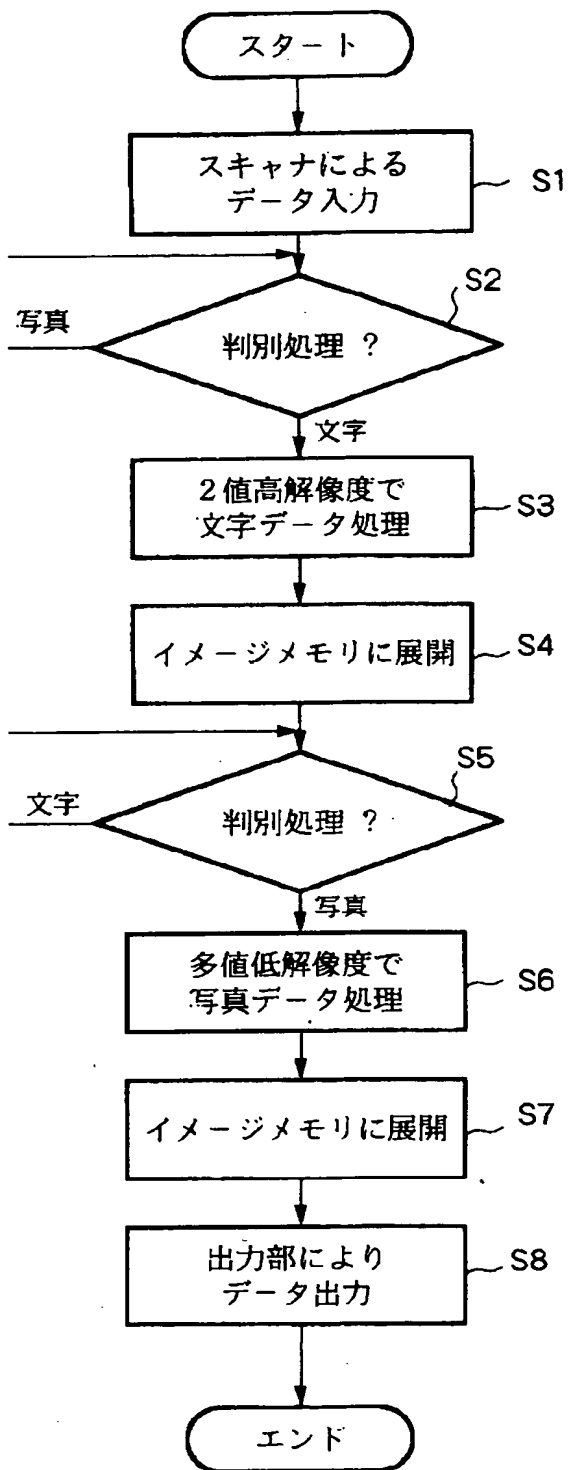 スタート
スキャナによる
データ入力
S1
S2
写真
判別処理 ?
文字
2値高解像度で
文字データ処理
S3
イメージメモリに展開
S4
S5
文字
判別処理 ?
写真
多値低解像度で
写真データ処理
S6
イメージメモリに展開
S7
出力部により
データ出力
S8
エンド